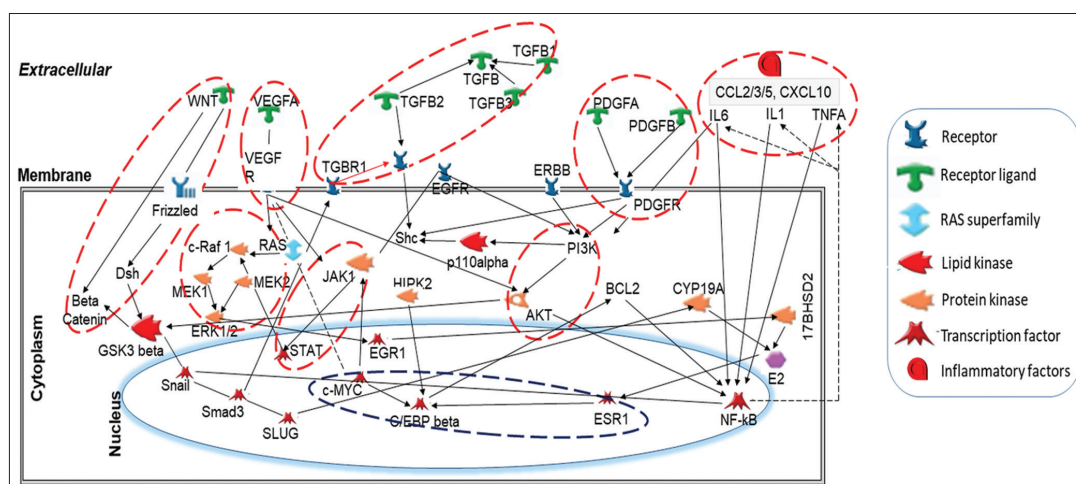 Extracellular
WNT
VEGFA
VEGF
R
TGFB1
TGFB
TGFB2
TGFB3
TGBR1
EGFR
ERBB
PDGFA
PDGFB
PDGFR
CCL2/3/5, CXCL10
IL6
IL1
TNFA
Membrane
Frizzled
c-Raf 1
RAS
Shc
p110alpha
PI3K
Dsh
MEK1
MEK2
JAK1
HIPK2
BCL2
CYP19A
17BHSD2
Beta
Catenin
ERK1/2
AKT
GSK3 beta
STAT
EGR1
E2
Cytoplasm
Nucleus
Snail
Smad3
SLUG
c-MYC
C/EBP beta
ESR1
NF-kB
Receptor
Receptor ligand
RAS superfamily
Lipid kinase
Protein kinase
Transcription factor
Inflammatory factors